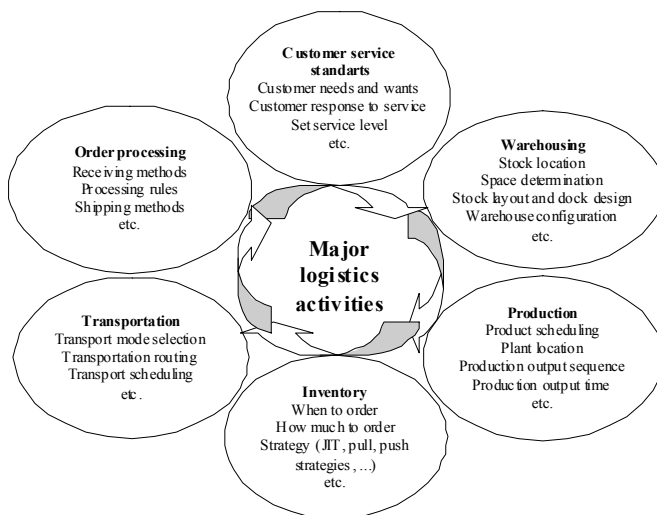 Customer service
standarts
Customer needs and wants
Customer response to service
Set service level
etc.
Order processing
Receiving methods
Processing rules
Shipping methods
etc.
Warehousing
Stock location
Space determination
Stock layout and dock design
Warehouse configuration
etc.
Major
logistics
activities
Transportation
Transport mode selection
Transportation routing
Transport scheduling
etc.
Production
Product scheduling
Plant location
Production output sequence
Production output time
etc.
Inventory
When to order
How much to order
Strategy (JIT, pull, push
strategies, ...)
etc.